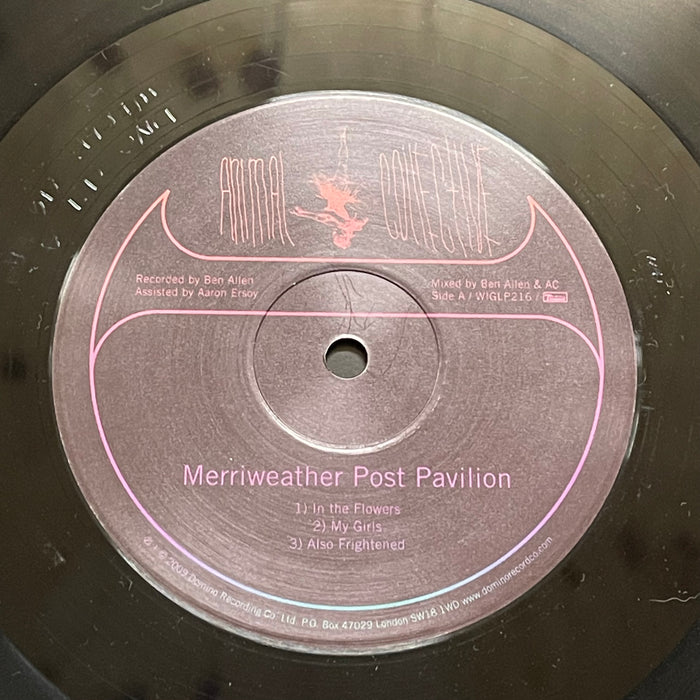 ANIMAL COLLECTIVE
Recorded by Ben Allen
Assisted by Aaron Ersoy
Mixed by Ben Allen & AC
Side A / WIGLP216 / Domino
Merriweather Post Pavilion
1) In the Flowers
2) My Girls
3) Also Frightened
℗ & © 2009 Domino Recording Co Ltd. P.O. Box 47029 London SW18 1WD www.dominorecordco.com